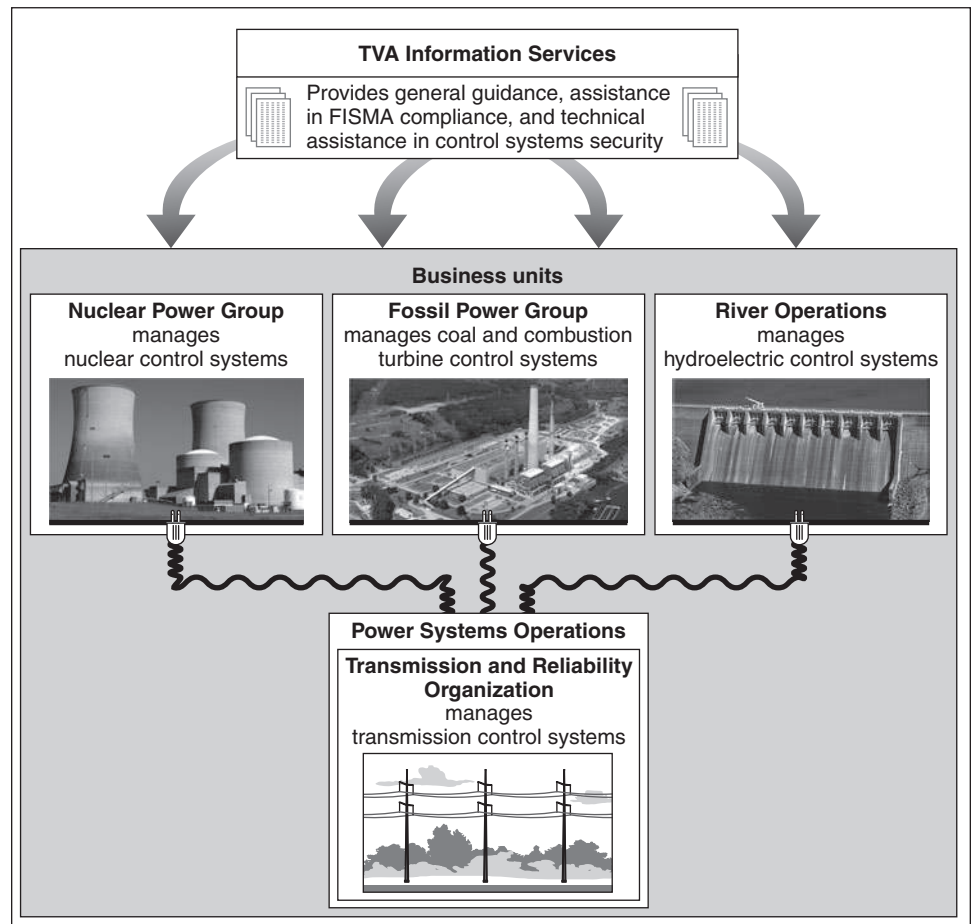 TVA Information Services
Provides general guidance, assistance
in FISMA compliance, and technical
assistance in control systems security
Business units
Nuclear Power Group
manages
nuclear control systems
Fossil Power Group
manages coal and combustion
turbine control systems
River Operations
manages
hydroelectric control systems
Power Systems Operations
Transmission and Reliability
Organization
manages
transmission control systems